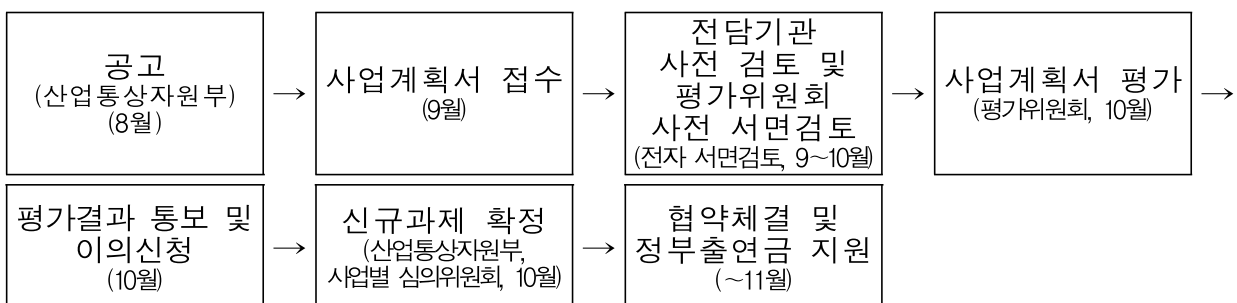 공고
(산업통상자원부)
(8월)
→
사업계획서 접수
(9월)
→
전담기관
사전 검토 및
평가위원회
사전 서면검토
(전자 서면검토, 9~10월)
→
사업계획서 평가
(평가위원회, 10월)
→
평가결과 통보 및
이의신청
(10월)
→
신규과제 확정
(산업통상자원부,
사업별 심의위원회, 10월)
→
협약체결 및
정부출연금 지원
(~11월)